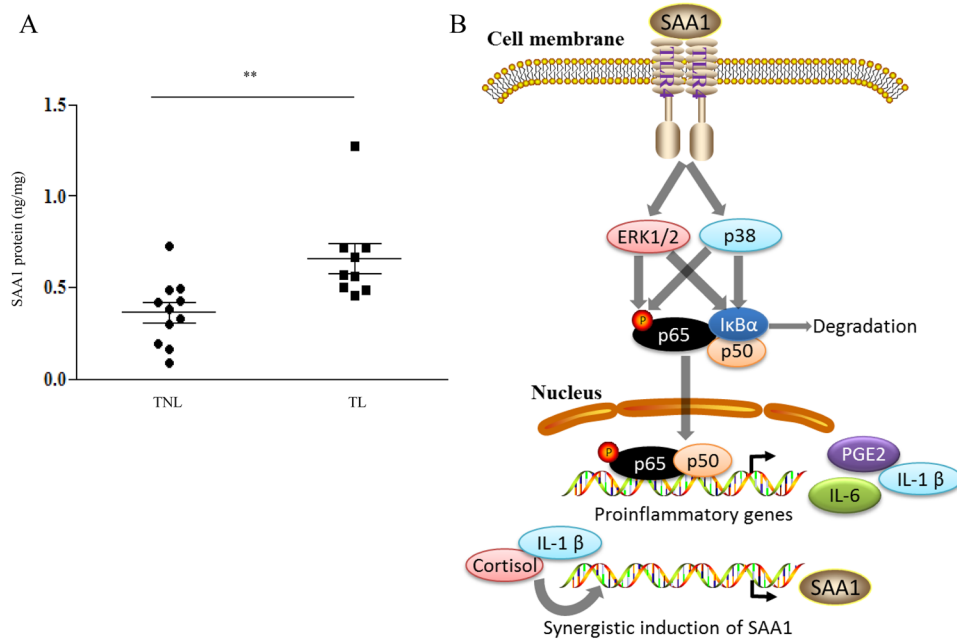 A
**
1.5
1.0
0.5
0.0
SAA1 protein (ng/mg)
TNL
TL
B
SAA1
Cell membrane
TLR4
TLR4
ERK1/2
p38
P
p65
IκBα
p50
Degradation
Nucleus
P
p65
p50
PGE2
IL-1 β
IL-6
Proinflammatory genes
IL-1 β
Cortisol
SAA1
Synergistic induction of SAA1